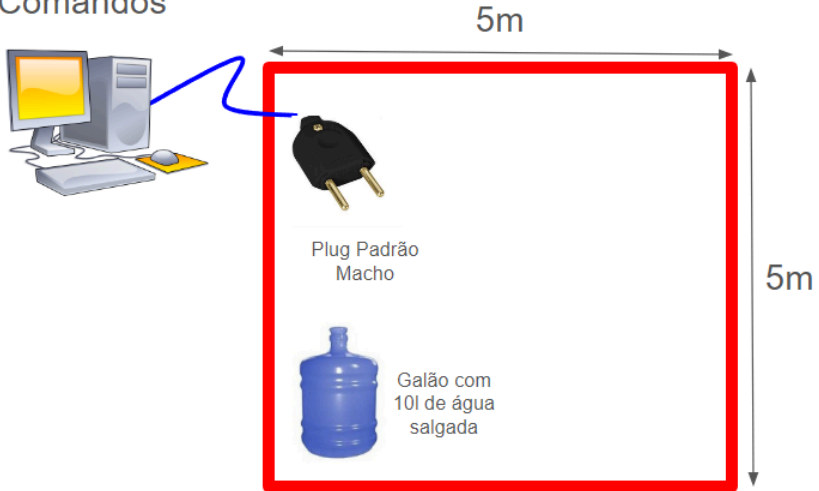 Comandos
5m
Plug Padrão
Macho
5m
Galão com
10l de água
salgada